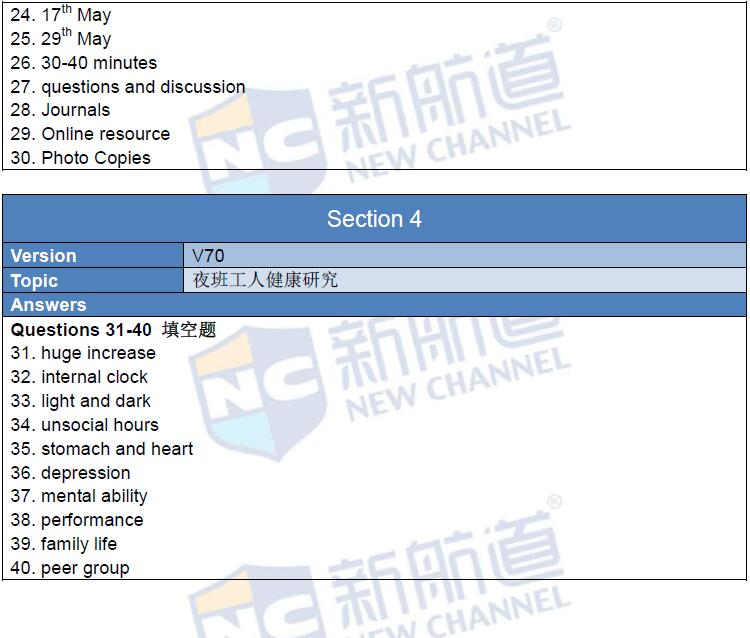 24. 17th May
25. 29th May
26. 30-40 minutes
27. questions and discussion
28. Journals
29. Online resource
30. Photo Copies
新航道®
NEW CHANNEL
NC
Section 4
Version V70
Topic 夜班工人健康研究
Answers
Questions 31-40 填空题
31. huge increase
32. internal clock
33. light and dark
34. unsocial hours
35. stomach and heart
36. depression
37. mental ability
38. performance
39. family life
40. peer group
新航道
NEW CHANNEL
NC
新航道®
NEW CHANNEL
NC